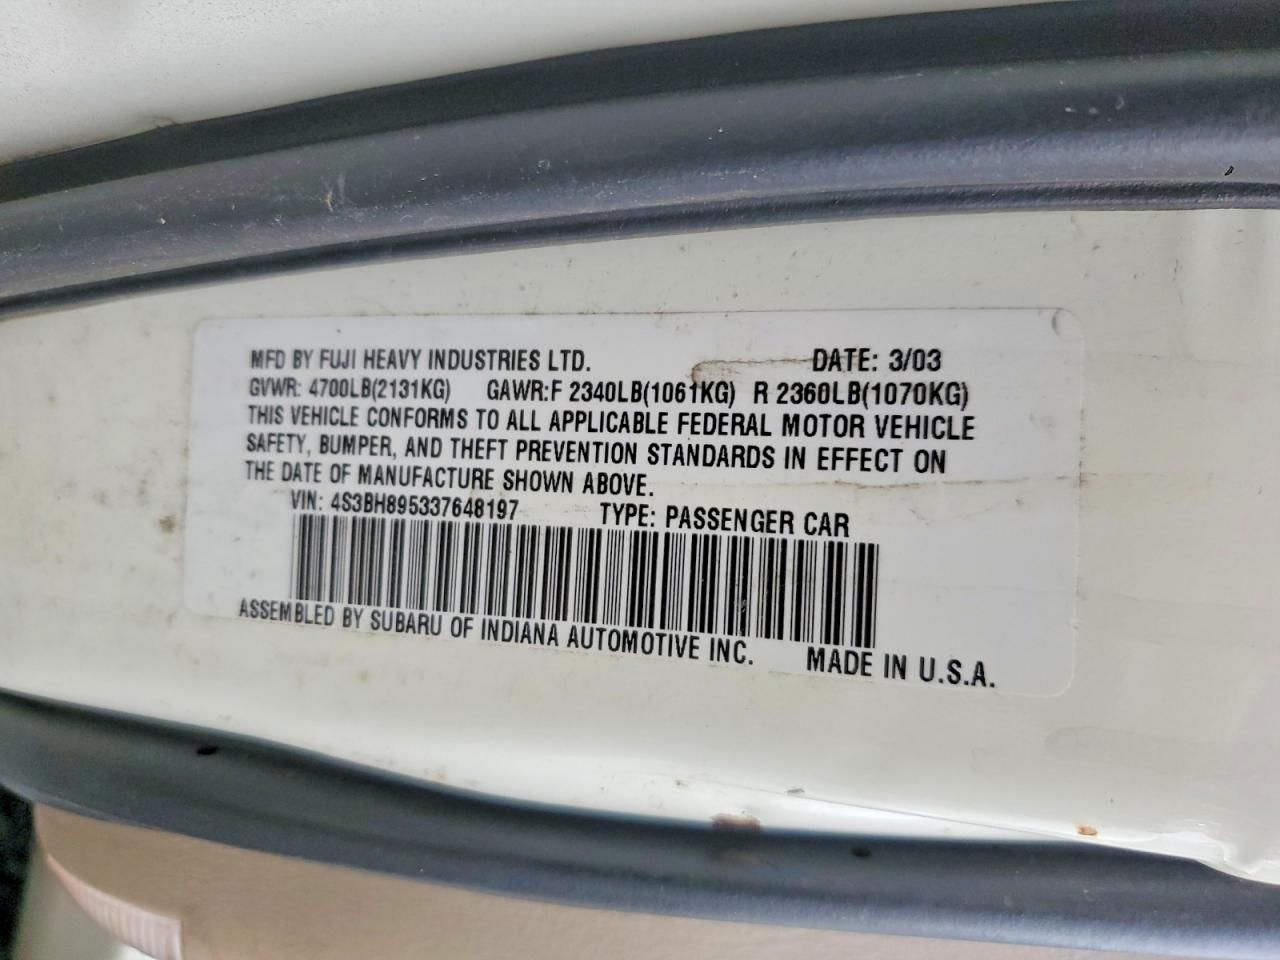 MFD BY FUJI HEAVY INDUSTRIES LTD. DATE: 3/03
GVWR: 4700LB(2131KG) GAWR:F 2340LB(1061KG) R 2360LB(1070KG)
THIS VEHICLE CONFORMS TO ALL APPLICABLE FEDERAL MOTOR VEHICLE
SAFETY, BUMPER, AND THEFT PREVENTION STANDARDS IN EFFECT ON
THE DATE OF MANUFACTURE SHOWN ABOVE.
VIN: 4S3BH895337648197 TYPE: PASSENGER CAR
ASSEMBLED BY SUBARU OF INDIANA AUTOMOTIVE INC. MADE IN U.S.A.